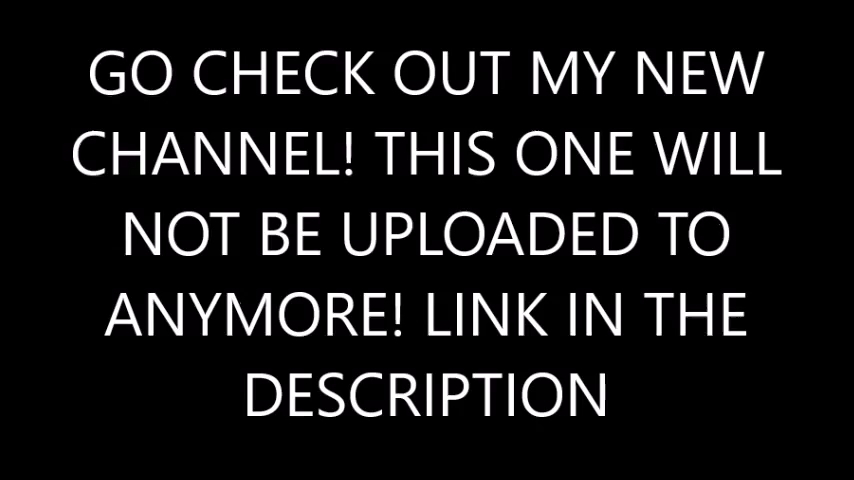 GO CHECK OUT MY NEW
CHANNEL! THIS ONE WILL
NOT BE UPLOADED TO
ANYMORE! LINK IN THE
DESCRIPTION